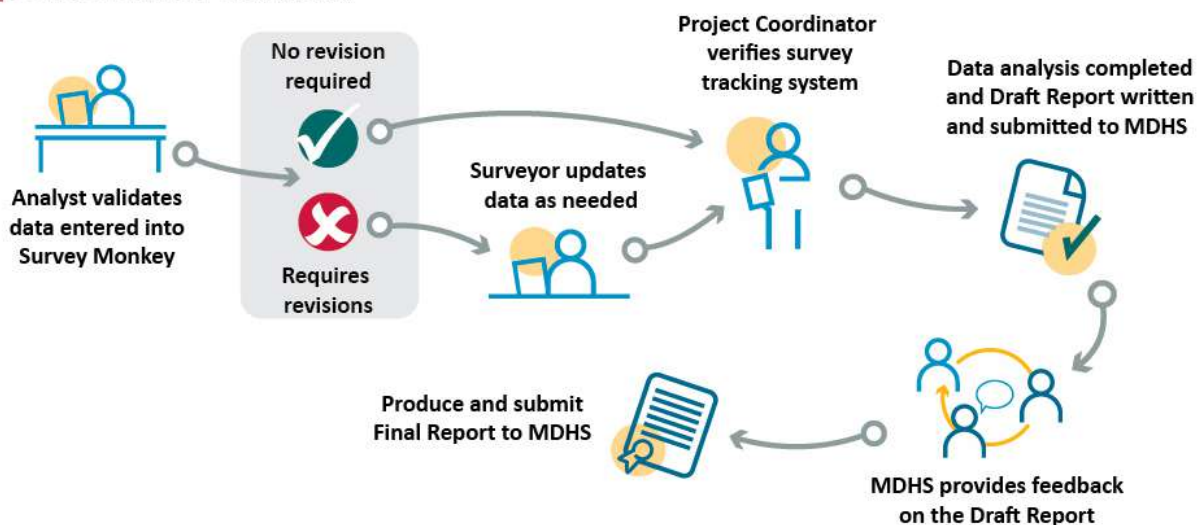 Analyst validates
data entered into
Survey Monkey
No revision
required
Requires
revisions
Surveyor updates
data as needed
Project Coordinator
verifies survey
tracking system
Data analysis completed
and Draft Report written
and submitted to MDHS
MDHS provides feedback
on the Draft Report
Produce and submit
Final Report to MDHS